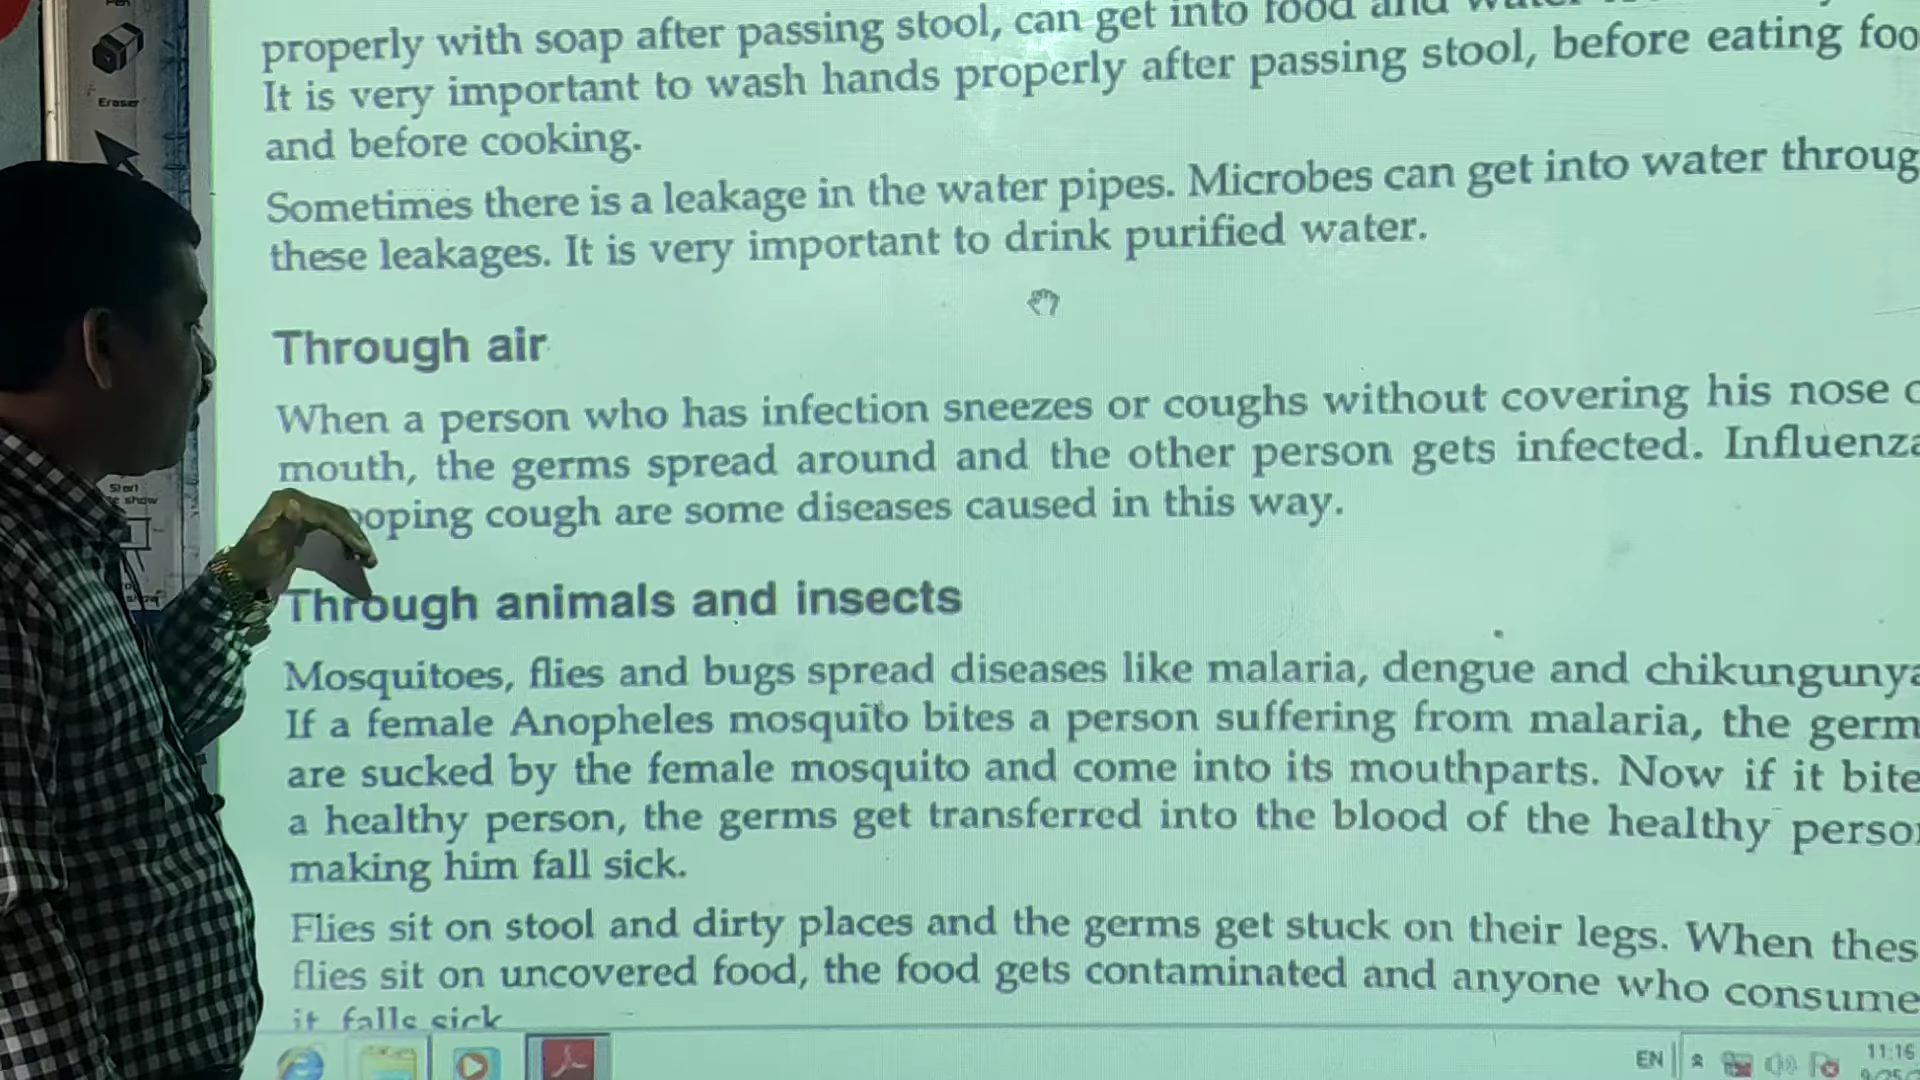 Eraser
properly with soap after passing stool, can get into food and
It is very important to wash hands properly after passing stool, before eating foo
and before cooking.
Sometimes there is a leakage in the water pipes. Microbes can get into water throug
these leakages. It is very important to drink purified water.
Through air
When a person who has infection sneezes or coughs without covering his nose
mouth, the germs spread around and the other person gets infected. Influenza
ooping cough are some diseases caused in this way.
Start
show
Through animals and insects
Mosquitoes, flies and bugs spread diseases like malaria, dengue and chikungunya
If a female Anopheles mosquito bites a person suffering from malaria, the germ
are sucked by the female mosquito and come into its mouthparts. Now if it bite
a healthy person, the germs get transferred into the blood of the healthy perso
making him fall sick.
Flies sit on stool and dirty places and the germs get stuck on their legs. When thes
flies sit on uncovered food, the food gets contaminated and anyone who consume
it falls sick
EN
11:16